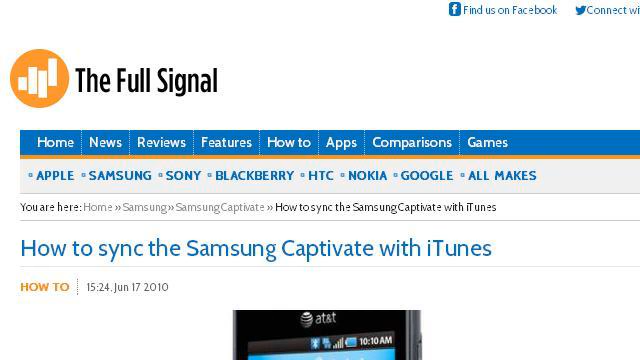 Find us on Facebook Connect wi
The Full Signal
Home News Reviews Features How to Apps Comparisons Games
APPLE SAMSUNG SONY BLACKBERRY HTC NOKIA GOOGLE ALL MAKES
You are here: Home » Samsung » Samsung Captivate » How to sync the Samsung Captivate with iTunes
How to sync the Samsung Captivate with iTunes
HOW TO 15:24, Jun 17 2010
at&t
10:10 AM